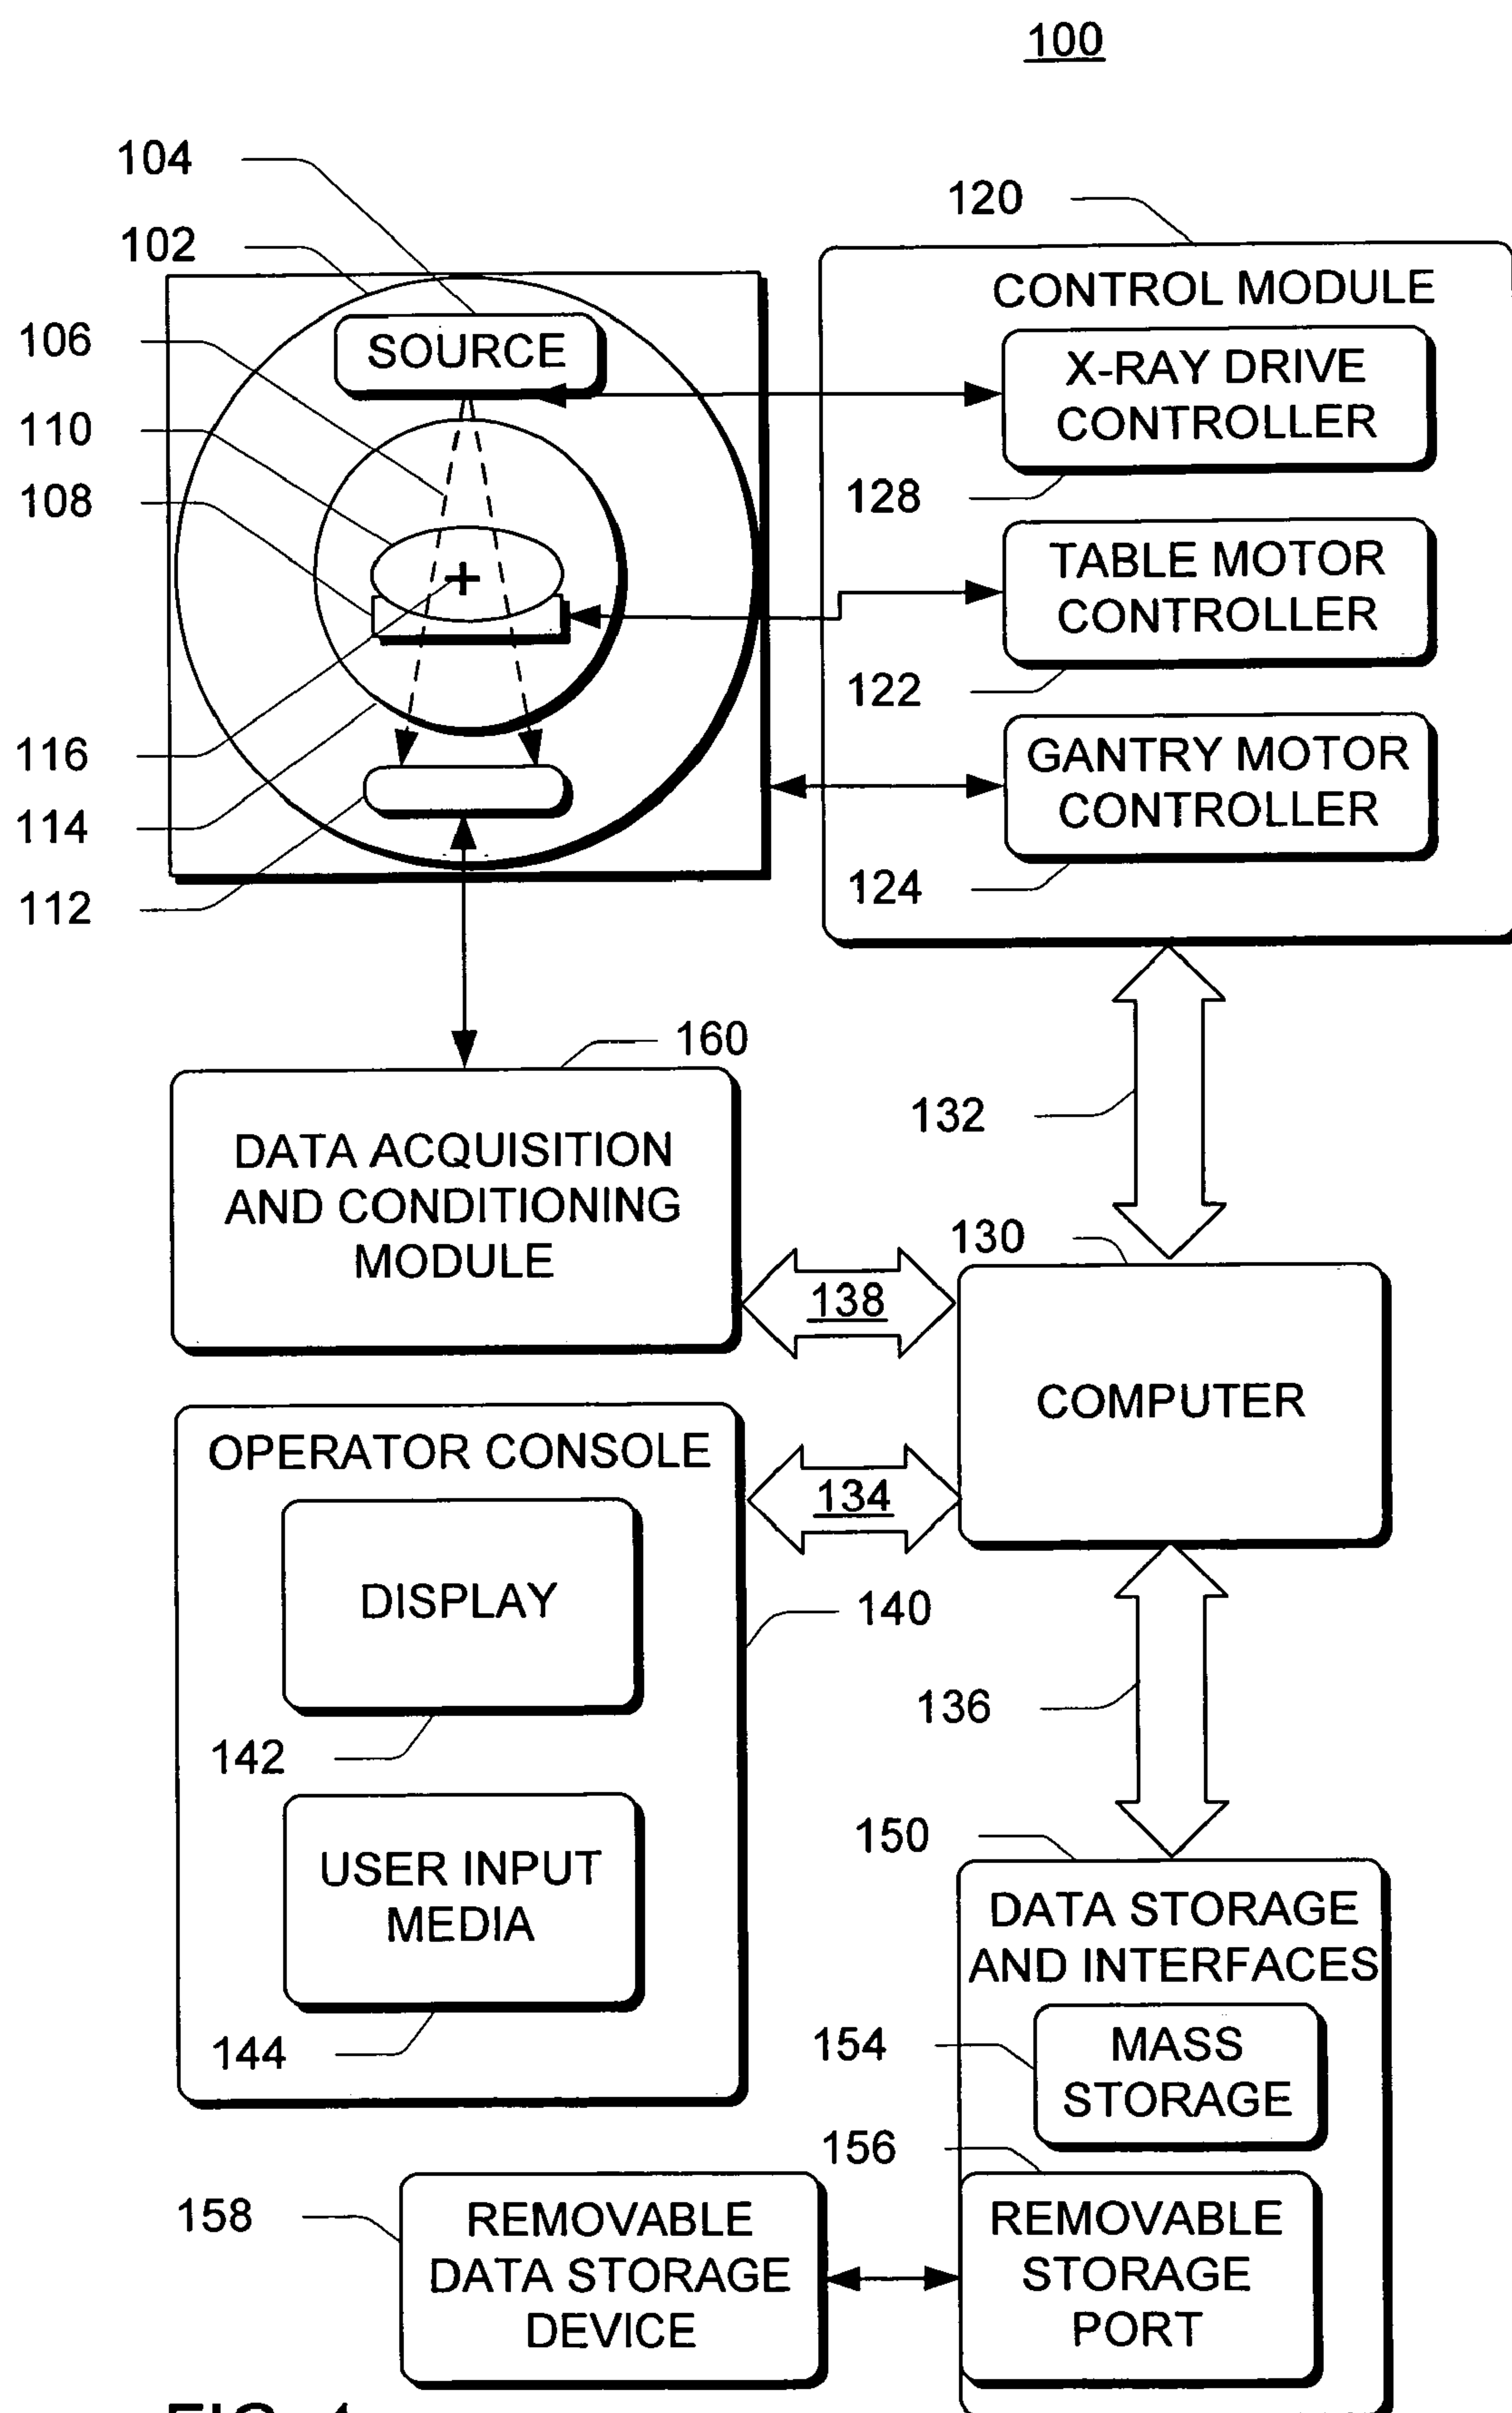 100
104
120
102
CONTROL MODULE
SOURCE
106
X-RAY DRIVE
CONTROLLER
110
108
128
TABLE MOTOR
CONTROLLER
122
116
GANTRY MOTOR
CONTROLLER
114
112
124
160
132
DATA ACQUISITION
AND CONDITIONING
MODULE
130
138
COMPUTER
OPERATOR CONSOLE
134
DISPLAY
140
142
136
150
USER INPUT
MEDIA
DATA STORAGE
AND INTERFACES
144
154
MASS
STORAGE
156
158
REMOVABLE
DATA STORAGE
DEVICE
REMOVABLE
STORAGE
PORT